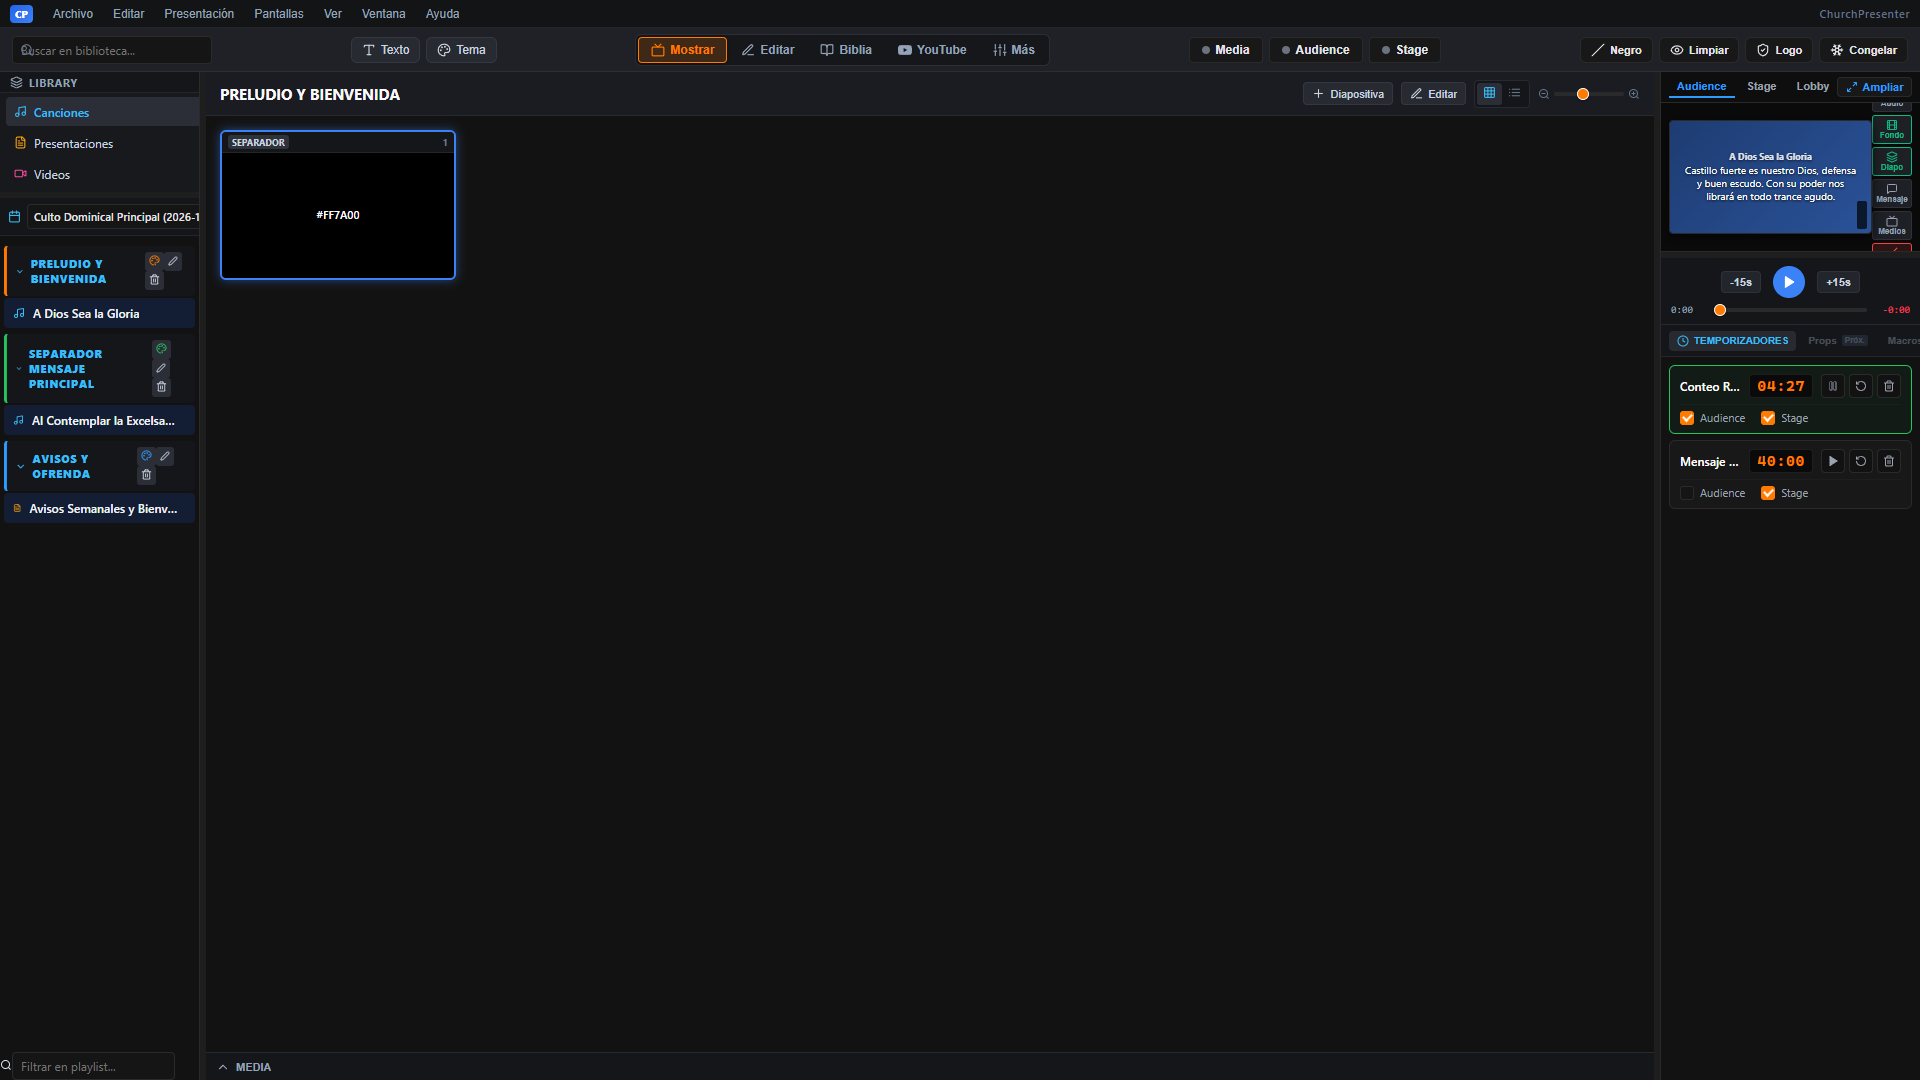 CP Archivo Editar Presentación Pantallas Ver Ventana Ayuda ChurchPresenter
Buscar en biblioteca... Texto Tema Mostrar Editar Biblia YouTube Más Media Audience Stage Negro Limpiar Logo Congelar
LIBRARY
Canciones
Presentaciones
Videos
Culto Dominical Principal (2026-1
PRELUDIO Y
BIENVENIDA
A Dios Sea la Gloria
SEPARADOR
MENSAJE
PRINCIPAL
Al Contemplar la Excelsa...
AVISOS Y
OFRENDA
Avisos Semanales y Bienv...
Filtrar en playlist...
PRELUDIO Y BIENVENIDA
Diapositiva Editar
SEPARADOR 1
#FF7A00
MEDIA
Audience Stage Lobby Ampliar
Audio
Fondo
Diapo
Mensaje
Medios
A Dios Sea la Gloria
Castillo fuerte es nuestro Dios, defensa
y buen escudo. Con su poder nos
librará en todo trance agudo.
-15s +15s
0:00 -0:00
TEMPORIZADORES Props Próx. Macros
Conteo R... 04:27
Audience Stage
Mensaje ... 40:00
Audience Stage